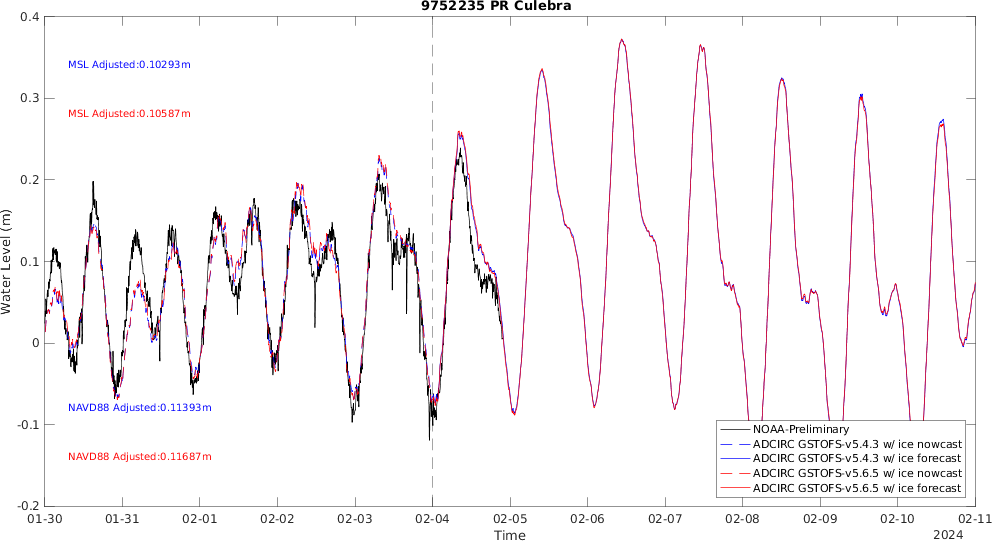 9752235 PR Culebra
0.4
0.3
0.2
0.1
0
-0.1
-0.2
Water Level (m)
MSL Adjusted:0.10293m
MSL Adjusted:0.10587m
NAVD88 Adjusted:0.11393m
NAVD88 Adjusted:0.11687m
NOAA-Preliminary
ADCIRC GSTOFS-v5.4.3 w/ ice nowcast
ADCIRC GSTOFS-v5.4.3 w/ ice forecast
ADCIRC GSTOFS-v5.6.5 w/ ice nowcast
ADCIRC GSTOFS-v5.6.5 w/ ice forecast
01-30 01-31 02-01 02-02 02-03 02-04 02-05 02-06 02-07 02-08 02-09 02-10 02-11
Time
2024